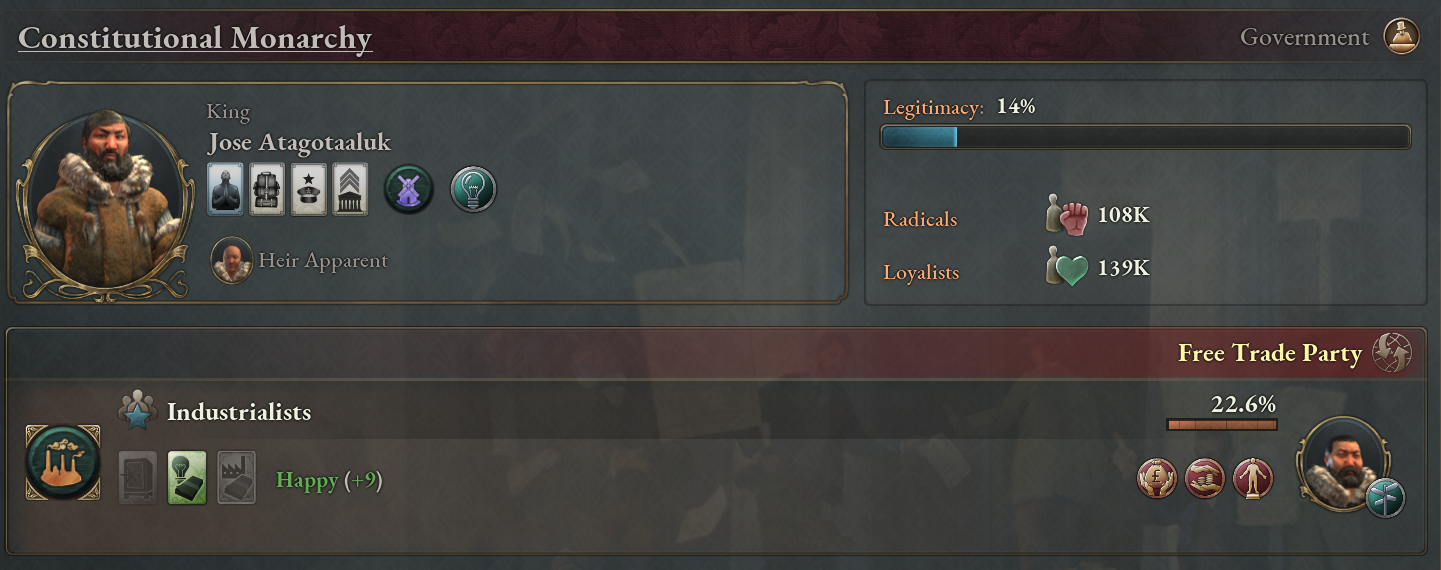 Constitutional Monarchy
Government
King
Jose Atagotaaluk
Heir Apparent
Legitimacy: 14%
Radicals 108K
Loyalists 139K
Free Trade Party
Industrialists
22.6%
Happy (+9)